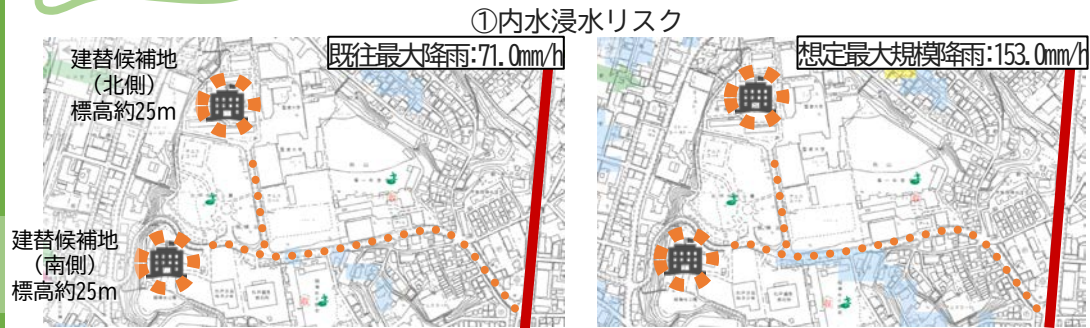 ①内水浸水リスク
既往最大降雨:71.0mm/h
想定最大規模降雨:153.0mm/h
建替候補地
（北側）
標高約25m
建替候補地
（南側）
標高約25m